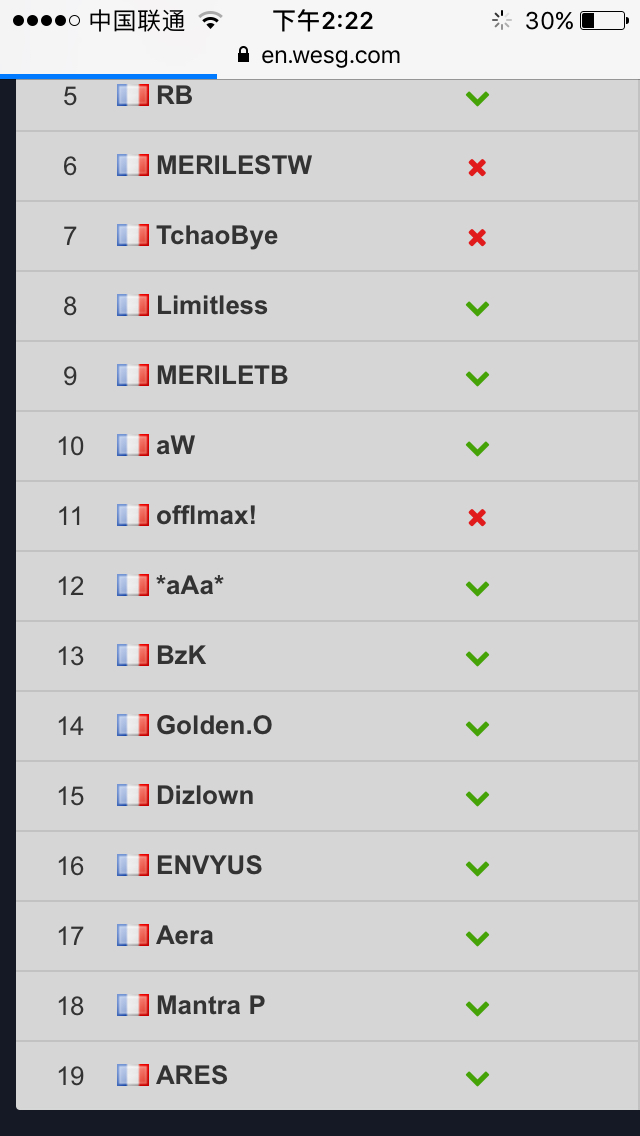 中国联通 下午2:22 30%
en.wesg.com
5 RB
6 MERILESTW
7 TchaoBye
8 Limitless
9 MERILETB
10 aW
11 offlmax!
12 *aAa*
13 BzK
14 Golden.O
15 Dizlown
16 ENVYUS
17 Aera
18 Mantra P
19 ARES